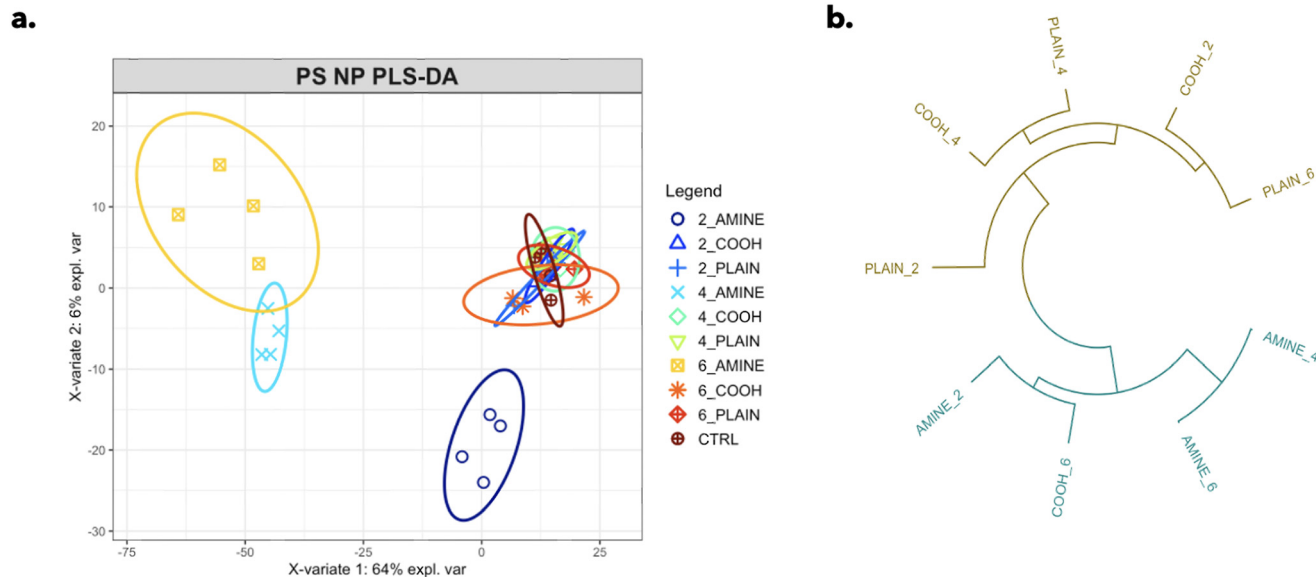 a.
PS NP PLS-DA
20
10
0
-10
-20
-30
X-variate 2: 6% expl. var
-75
-50
-25
0
25
X-variate 1: 64% expl. var
Legend
2_AMINE
2_COOH
2_PLAIN
4_AMINE
4_COOH
4_PLAIN
6_AMINE
6_COOH
6_PLAIN
CTRL
b.
PLAIN_4
COOH_2
COOH_4
PLAIN_6
PLAIN_2
AMINE_4
AMINE_2
AMINE_6
COOH_6